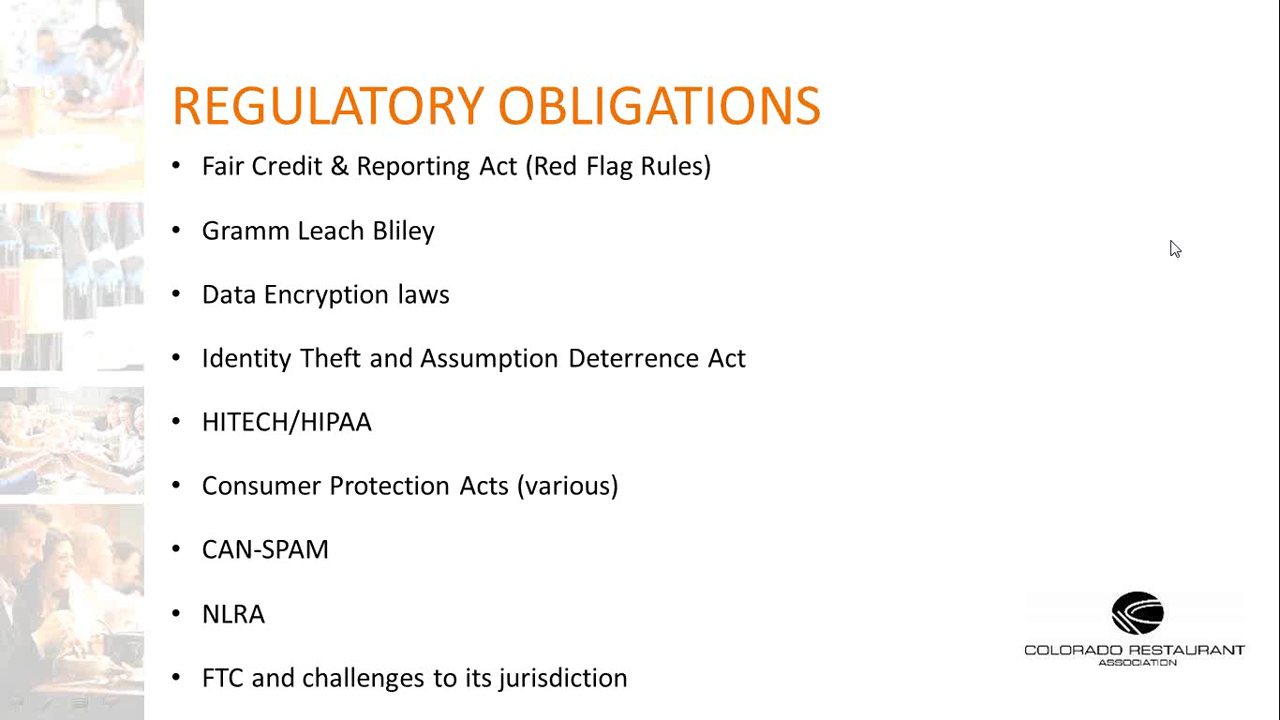 REGULATORY OBLIGATIONS
• Fair Credit & Reporting Act (Red Flag Rules)
• Gramm Leach Bliley
• Data Encryption laws
• Identity Theft and Assumption Deterrence Act
• HITECH/HIPAA
• Consumer Protection Acts (various)
• CAN-SPAM
• NLRA
• FTC and challenges to its jurisdiction
COLORADO RESTAURANT
ASSOCIATION